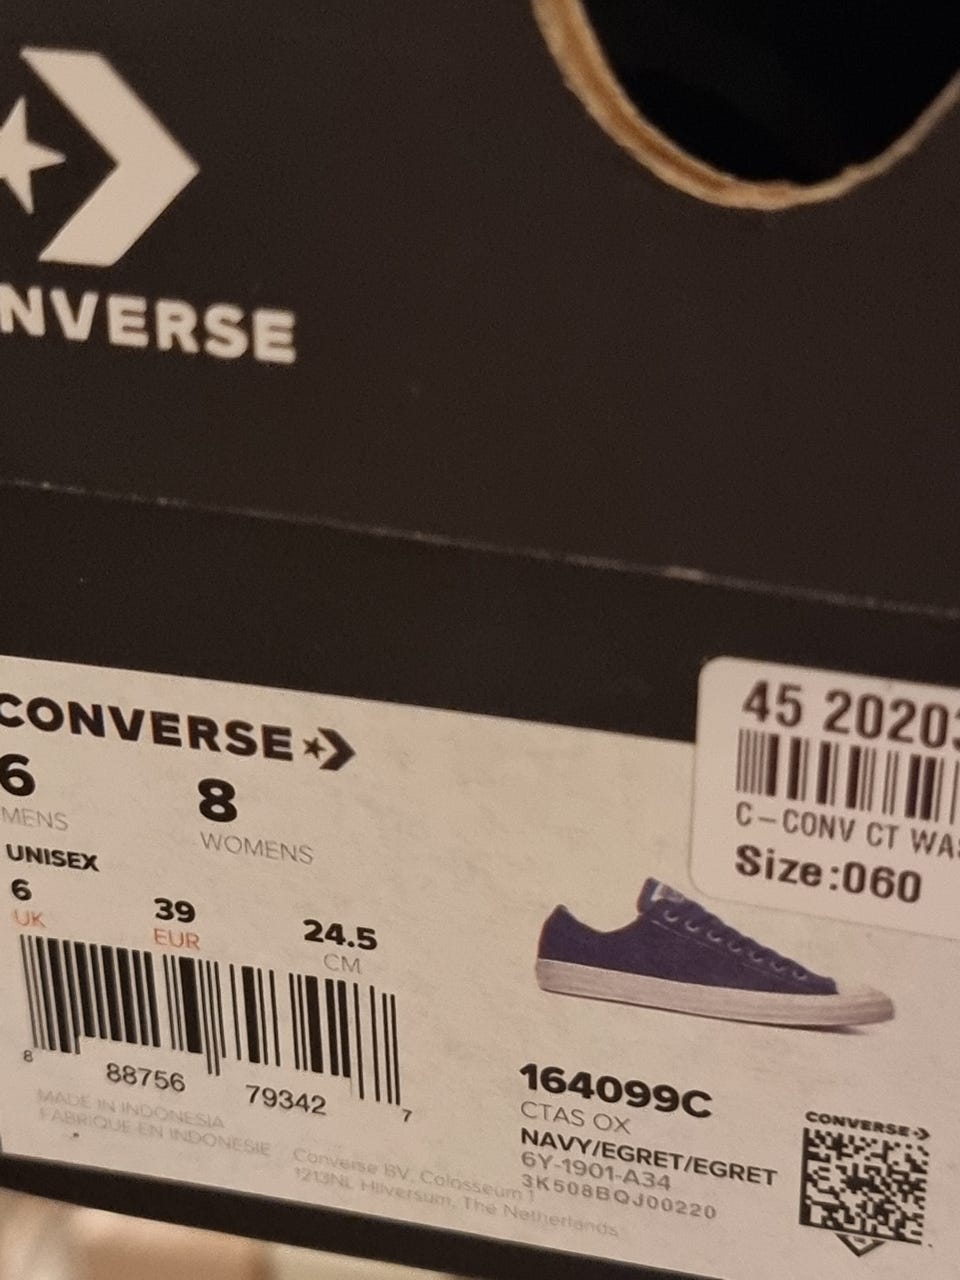 NVERSE
CONVERSE
6
MENS
8
WOMENS
UNISEX
6
UK
39
EUR
24.5
CM
8 88756 79342 7
MADE IN INDONESIA
FABRIQUE EN INDONESIE
Converse BV, Colosseum 1
1213NL Hilversum, The Netherlands
45 20203
C-CONV CT WAS
Size:060
164099C
CTAS OX
NAVY/EGRET/EGRET
6Y-1901-A34
3K508BQJ00220
CONVERSE